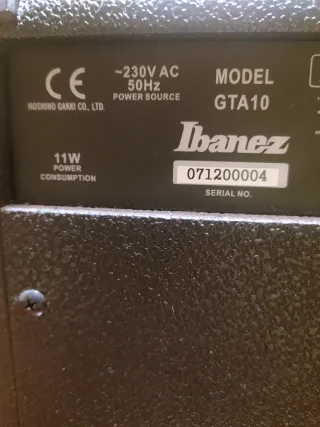 CE
HOSHINO GAKKI CO., LTD.
~230V AC
50Hz
POWER SOURCE
MODEL
GTA10
11W
POWER
CONSUMPTION
Ibanez
071200004
SERIAL NO.